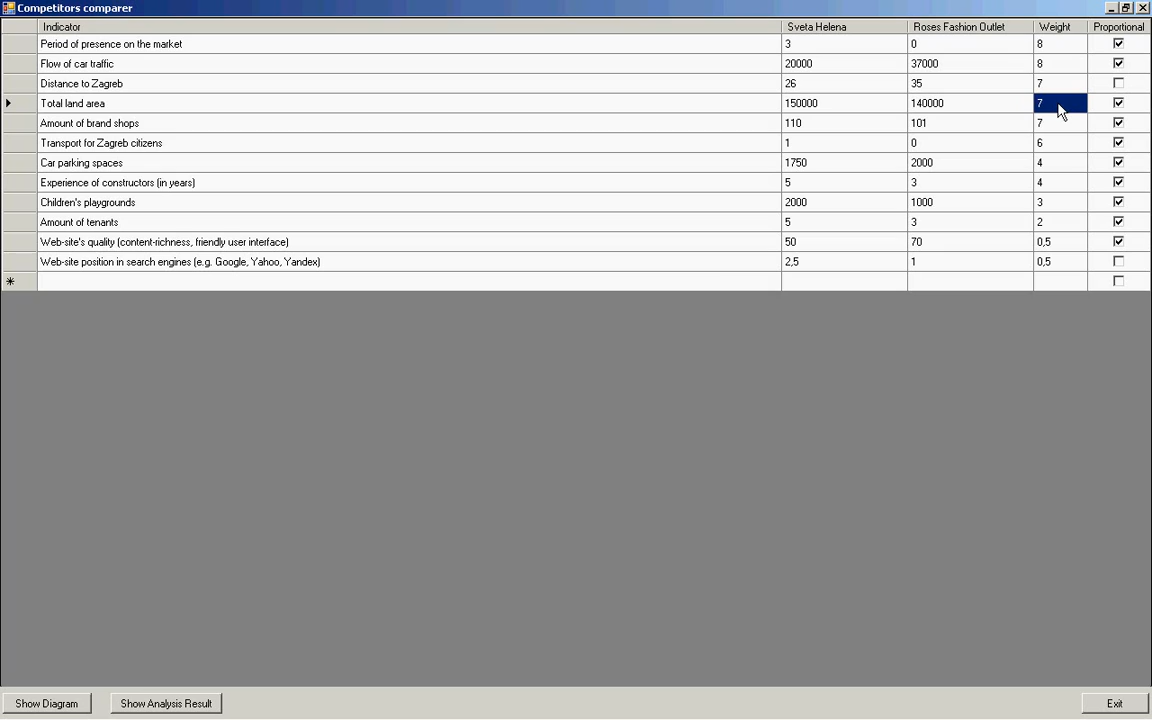 Competitors comparer
Indicator Sveta Helena Roses Fashion Outlet Weight Proportional
Period of presence on the market 3 0 8
Flow of car traffic 20000 37000 8
Distance to Zagreb 26 35 7
Total land area 150000 140000 7
Amount of brand shops 110 101 7
Transport for Zagreb citizens 1 0 6
Car parking spaces 1750 2000 4
Experience of constructors (in years) 5 3 4
Children's playgrounds 2000 1000 3
Amount of tenants 5 3 2
Web-site's quality (content-richness, friendly user interface) 50 70 0,5
Web-site position in search engines (e.g. Google, Yahoo, Yandex) 2,5 1 0,5
Show Diagram Show Analysis Result Exit